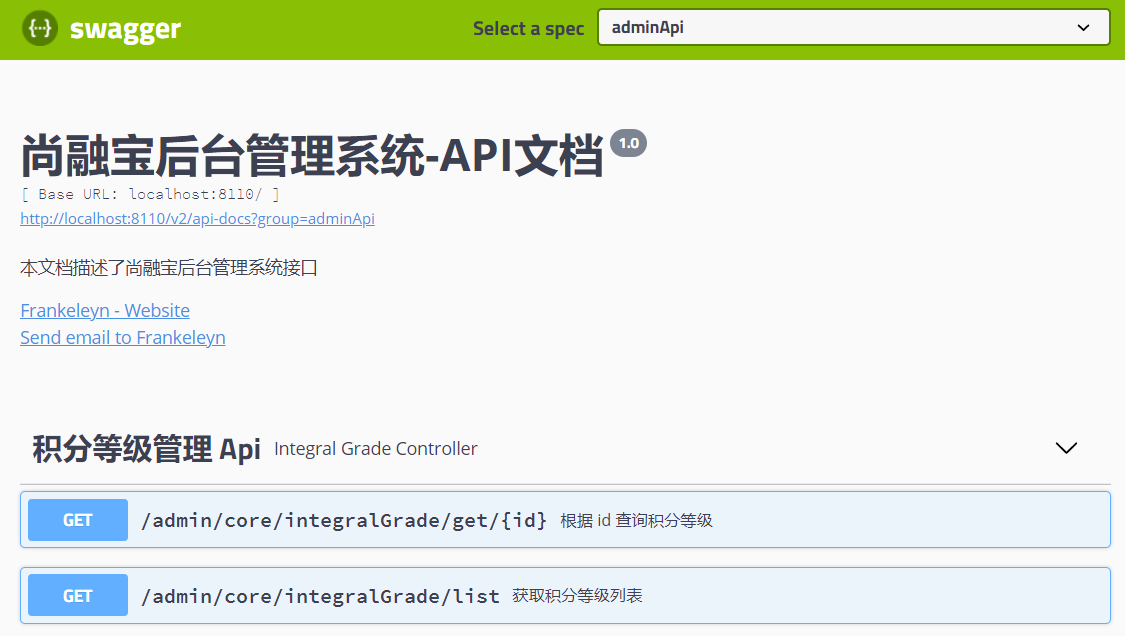 {···} swagger
Select a spec adminApi
尚融宝后台管理系统-API文档 1.0
[ Base URL: localhost:8110/ ]
http://localhost:8110/v2/api-docs?group=adminApi
本文档描述了尚融宝后台管理系统接口
Frankeleyn - Website
Send email to Frankeleyn
积分等级管理 Api Integral Grade Controller
GET /admin/core/integralGrade/get/{id} 根据 id 查询积分等级
GET /admin/core/integralGrade/list 获取积分等级列表